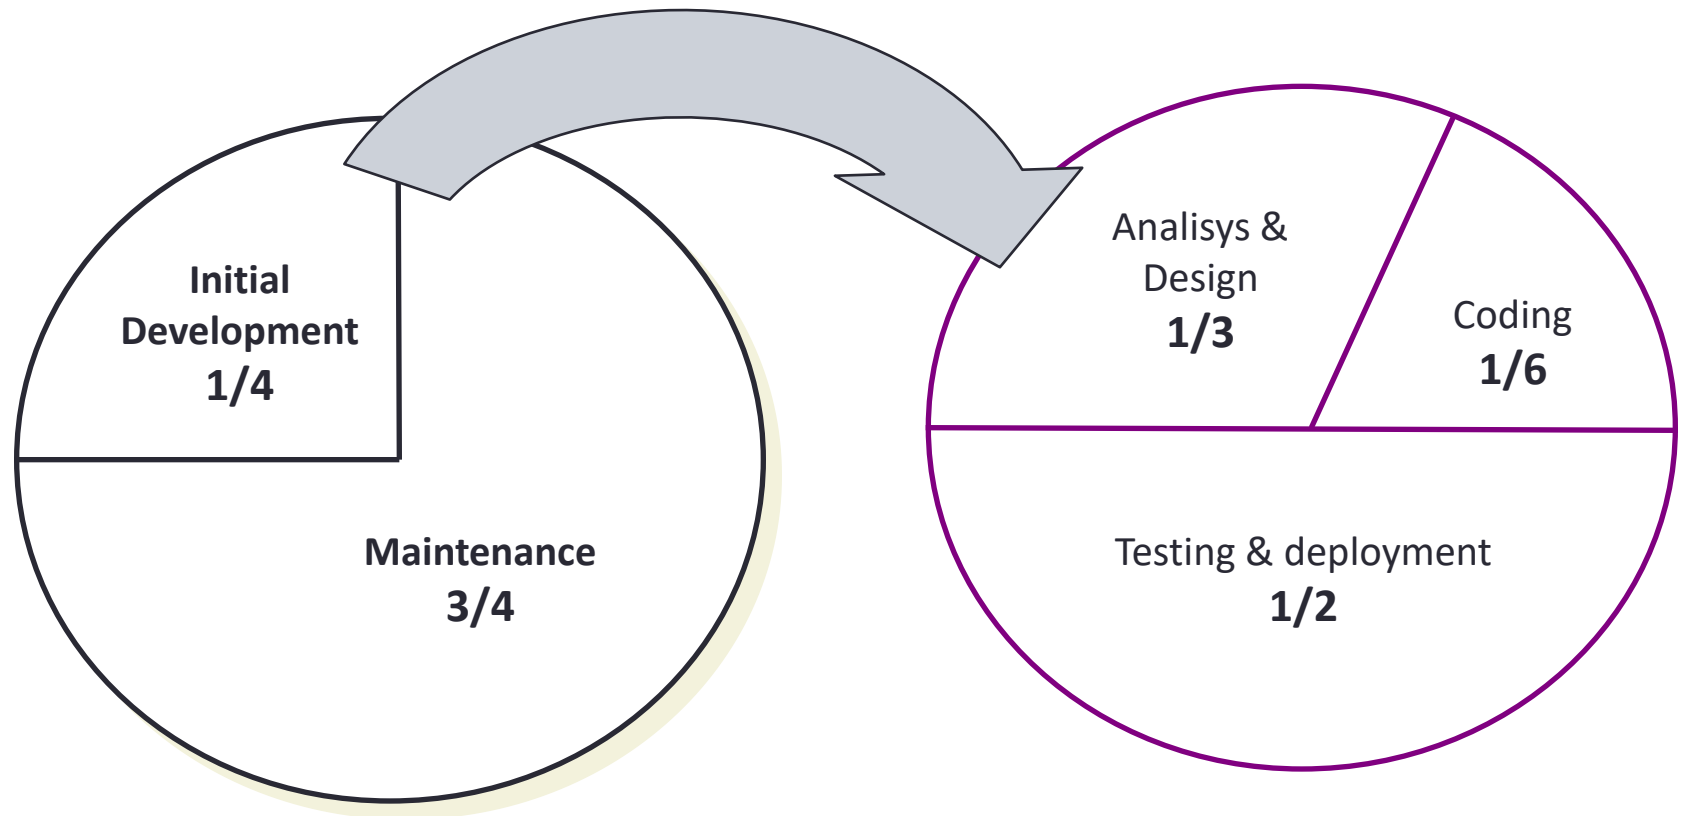 Initial
Development
1/4
Maintenance
3/4
Analisys &
Design
1/3
Coding
1/6
Testing & deployment
1/2